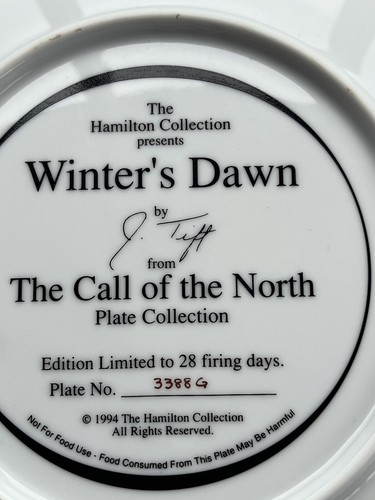 The
Hamilton Collection
presents
Winter's Dawn
by
J. Tift
from
The Call of the North
Plate Collection
Edition Limited to 28 firing days.
Plate No. 3388G
© 1994 The Hamilton Collection
All Rights Reserved.
Not For Food Use - Food Consumed From This Plate May Be Harmful